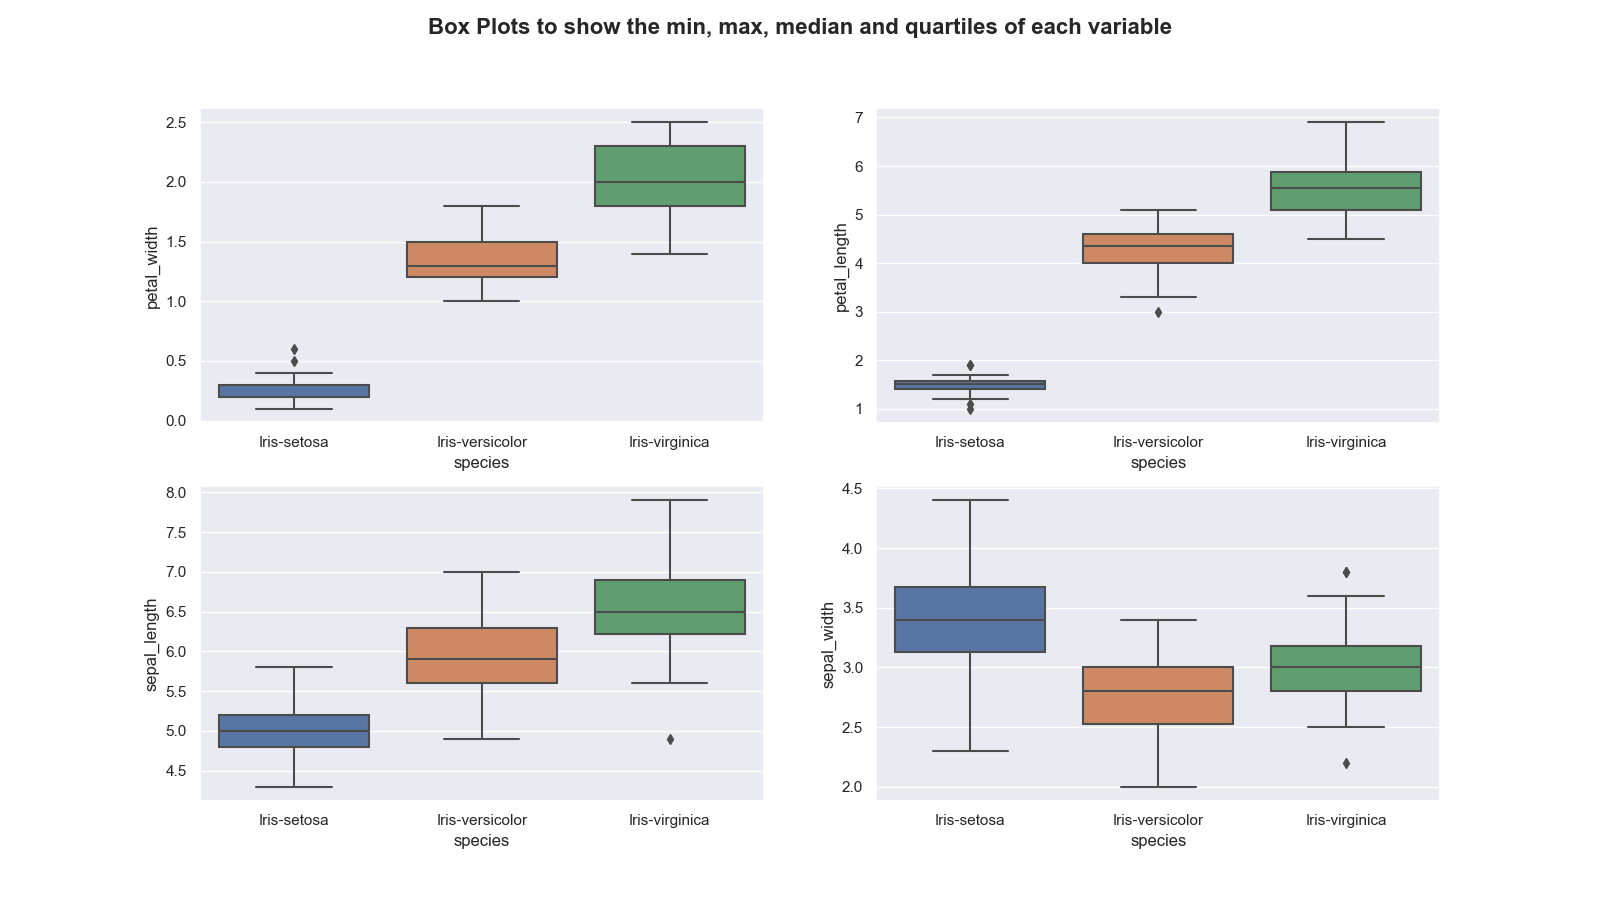 Box Plots to show the min, max, median and quartiles of each variable
petal_width
2.5
2.0
1.5
1.0
0.5
0.0
Iris-setosa Iris-versicolor Iris-virginica
species
petal_length
7
6
5
4
3
2
1
Iris-setosa Iris-versicolor Iris-virginica
species
sepal_length
8.0
7.5
7.0
6.5
6.0
5.5
5.0
4.5
Iris-setosa Iris-versicolor Iris-virginica
species
sepal_width
4.5
4.0
3.5
3.0
2.5
2.0
Iris-setosa Iris-versicolor Iris-virginica
species